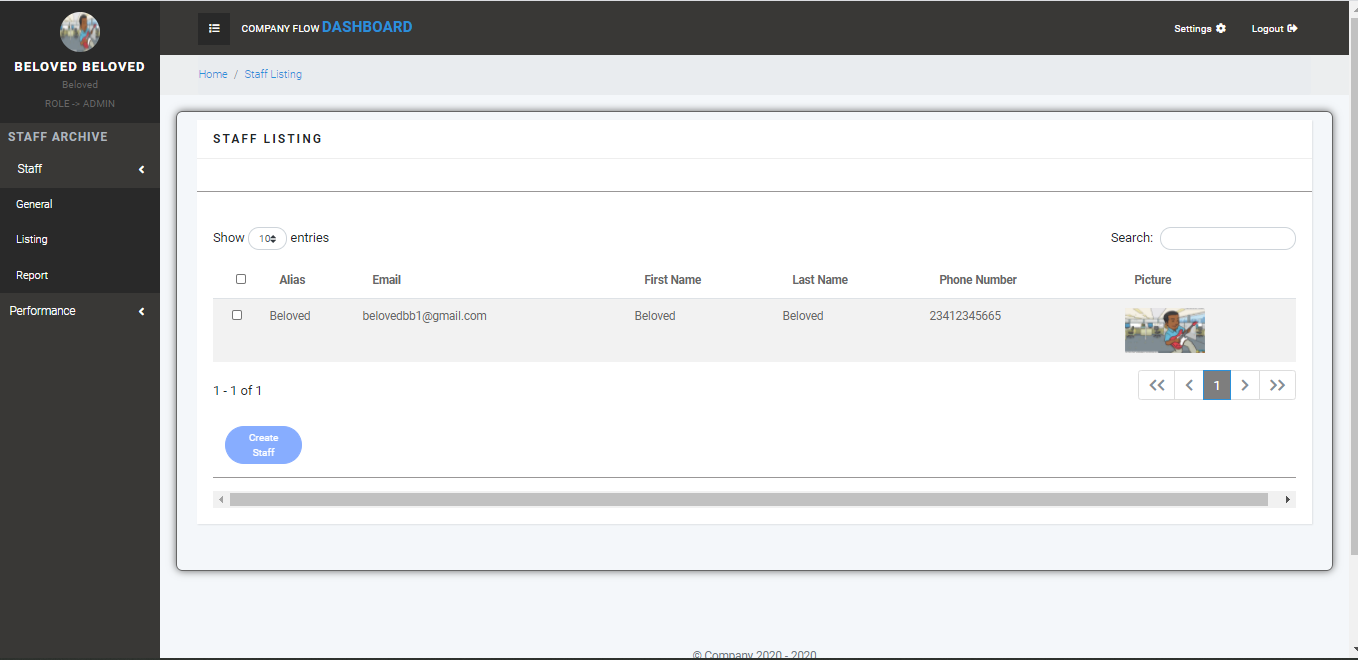 BELOVED BELOVED
Beloved
ROLE -> ADMIN
STAFF ARCHIVE
Staff
General
Listing
Report
Performance
COMPANY FLOW DASHBOARD
Settings
Logout
Home / Staff Listing
STAFF LISTING
Show 10 entries
Search:
Alias Email First Name Last Name Phone Number Picture
Beloved belovedbb1@gmail.com Beloved Beloved 23412345665
1 - 1 of 1
<< < 1 > >>
Create
Staff
© Company 2020 - 2020